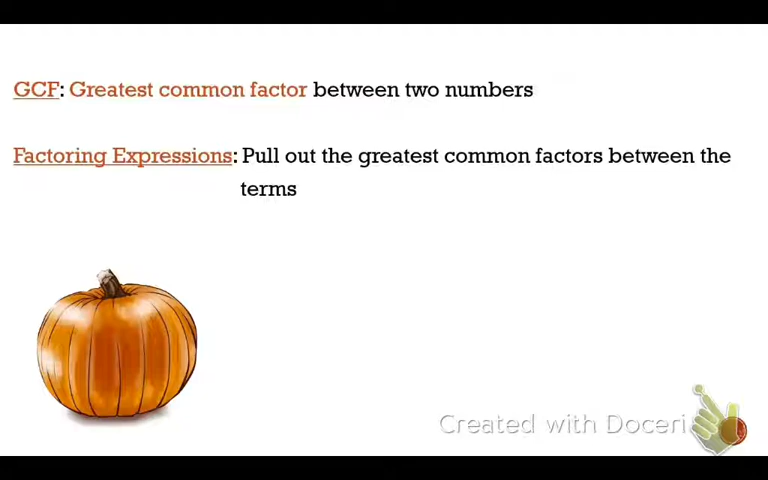 GCF: Greatest common factor between two numbers
Factoring Expressions: Pull out the greatest common factors between the
terms
Created with Doceri